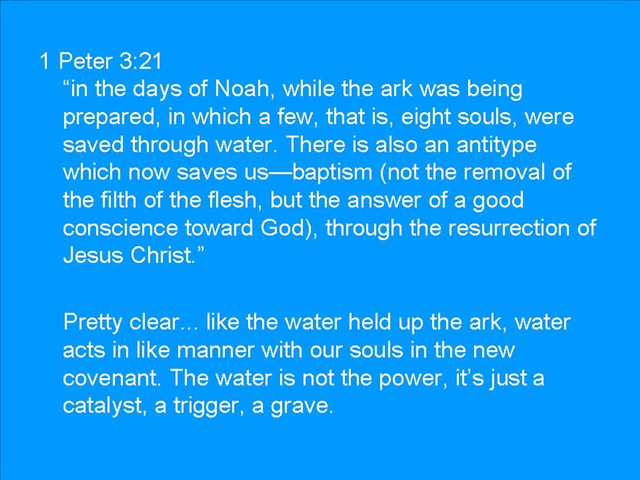 1 Peter 3:21
“in the days of Noah, while the ark was being
prepared, in which a few, that is, eight souls, were
saved through water. There is also an antitype
which now saves us—baptism (not the removal of
the filth of the flesh, but the answer of a good
conscience toward God), through the resurrection of
Jesus Christ.”
Pretty clear... like the water held up the ark, water
acts in like manner with our souls in the new
covenant. The water is not the power, it’s just a
catalyst, a trigger, a grave.